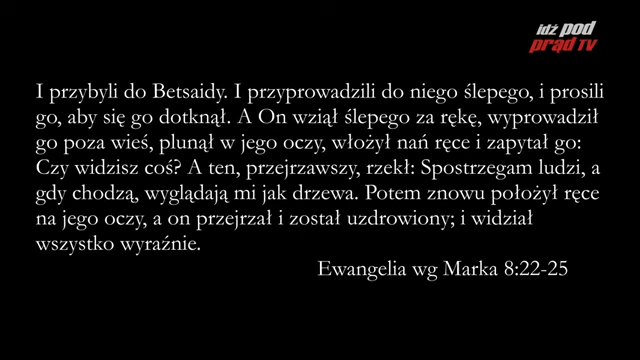 idź pod
prąd TV
I przybyli do Betsaidy. I przyprowadzili do niego ślepego, i prosili
go, aby się go dotknął. A On wziął ślepego za rękę, wyprowadził
go poza wieś, plunął w jego oczy, włożył nań ręce i zapytał go:
Czy widzisz coś? A ten, przejrzawszy, rzekł: Spostrzegam ludzi, a
gdy chodzą, wyglądają mi jak drzewa. Potem znowu położył ręce
na jego oczy, a on przejrzał i został uzdrowiony; i widział
wszystko wyraźnie.
Ewangelia wg Marka 8:22-25